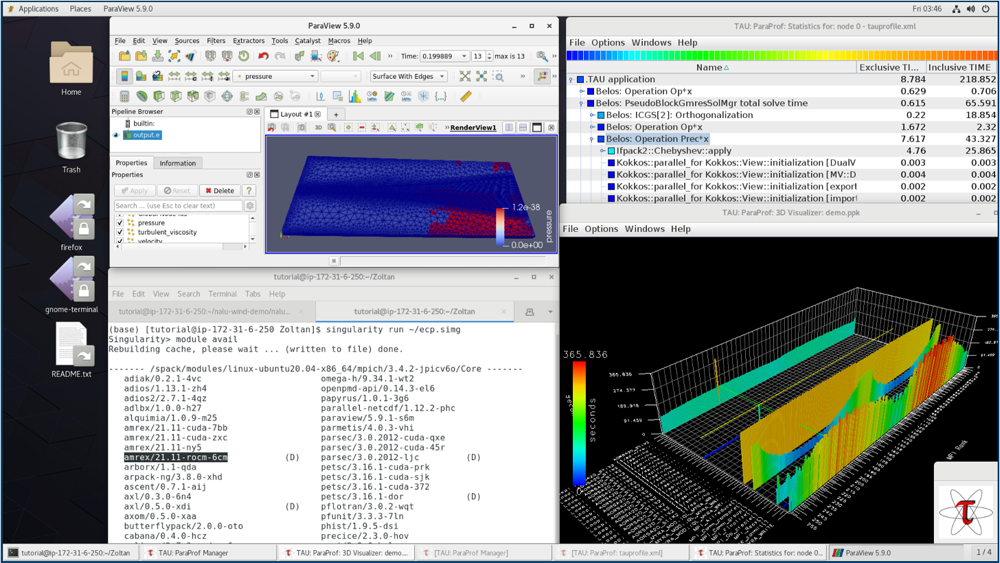 Applications Places ParaView 5.9.0 Fri 03:46
Home
Trash
firefox
gnome-terminal
README.txt
ParaView 5.9.0
File Edit View Sources Filters Extractors Tools Catalyst Macros Help
» Time: 0.199889 13 max is 13 »
pressure Surface With Edges » »
Pipeline Browser
builtin:
output.e
Properties Information
Properties
Apply Reset Delete ?
Search ... (use Esc to clear text)
pressure
turbulent_viscosity
velocity
Layout #1 +
3D »RenderView1
1.2e-38
pressure
0.0e+00
tutorial@ip-172-31-6-250:~/Zoltan
File Edit View Search Terminal Tabs Help
tutorial@ip-172-31-6-250:~/nalu-wind-demo/nalu... tutorial@ip-172-31-6-250:~/Zoltan
(base) [tutorial@ip-172-31-6-250 Zoltan]$ singularity run ~/ecp.simg
Singularity> module avail
Rebuilding cache, please wait ... (written to file) done.
------- /spack/modules/linux-ubuntu20.04-x86_64/mpich/3.4.2-jpicv6o/Core -------
adiak/0.2.1-4vc omega-h/9.34.1-wt2
adios/1.13.1-zh4 openpmd-api/0.14.3-el6
adios2/2.7.1-4qz papyrus/1.0.1-3g6
adlbx/1.0.0-h27 parallel-netcdf/1.12.2-phc
alquimia/1.0.9-m25 paraview/5.9.1-s6m
amrex/21.11-cuda-7bb parmetis/4.0.3-vhi
amrex/21.11-cuda-zxc parsec/3.0.2012-cuda-qxe
amrex/21.11-ny5 parsec/3.0.2012-cuda-45r
amrex/21.11-rocm-6cm (D) parsec/3.0.2012-ljc (D)
arborx/1.1-qda petsc/3.16.1-cuda-prk
arpack-ng/3.8.0-xhd petsc/3.16.1-cuda-sjk
ascent/0.7.1-aij petsc/3.16.1-cuda-372
axl/0.3.0-6n4 petsc/3.16.1-dor (D)
axl/0.5.0-xdi (D) pflotran/3.0.2-wqt
axom/0.5.0-xaa pfunit/3.3.3-7ln
butterflypack/2.0.0-oto phist/1.9.5-dsi
cabana/0.4.0-hcz precice/2.3.0-hov
TAU: ParaProf: Statistics for: node 0 - tauprofile.xml
File Options Windows Help
Name Exclusive TI... Inclusive TIME
.TAU application 8.784 218.852
Belos: Operation Op*x 0.629 0.706
Belos: PseudoBlockGmresSolMgr total solve time 0.615 65.591
Belos: ICGS[2]: Orthogonalization 0.22 18.854
Belos: Operation Op*x 1.672 2.32
Belos: Operation Prec*x 7.617 43.327
Ifpack2::Chebyshev::apply 4.76 25.865
Kokkos::parallel_for Kokkos::View::initialization [DualV 0.003 0.003
Kokkos::parallel_for Kokkos::View::initialization [MV::D 0.004 0.004
Kokkos::parallel_for Kokkos::View::initialization [export 0.002 0.002
Kokkos::parallel_for Kokkos::View::initialization [import 0.002 0.002
TAU: ParaProf: 3D Visualizer: demo.ppk
File Options Windows Help
365.836
seconds
0
365.836
274.377
182.918
91.459
0
MPI Rank
tutorial@ip-172-31-6-250:~/Zoltan TAU: ParaProf Manager TAU: ParaProf: 3D Visualizer: demo.... [TAU: ParaProf Manager] [TAU: ParaProf: tauprofile.xml] TAU: ParaProf: Statistics for: node 0... ParaView 5.9.0 1 / 4